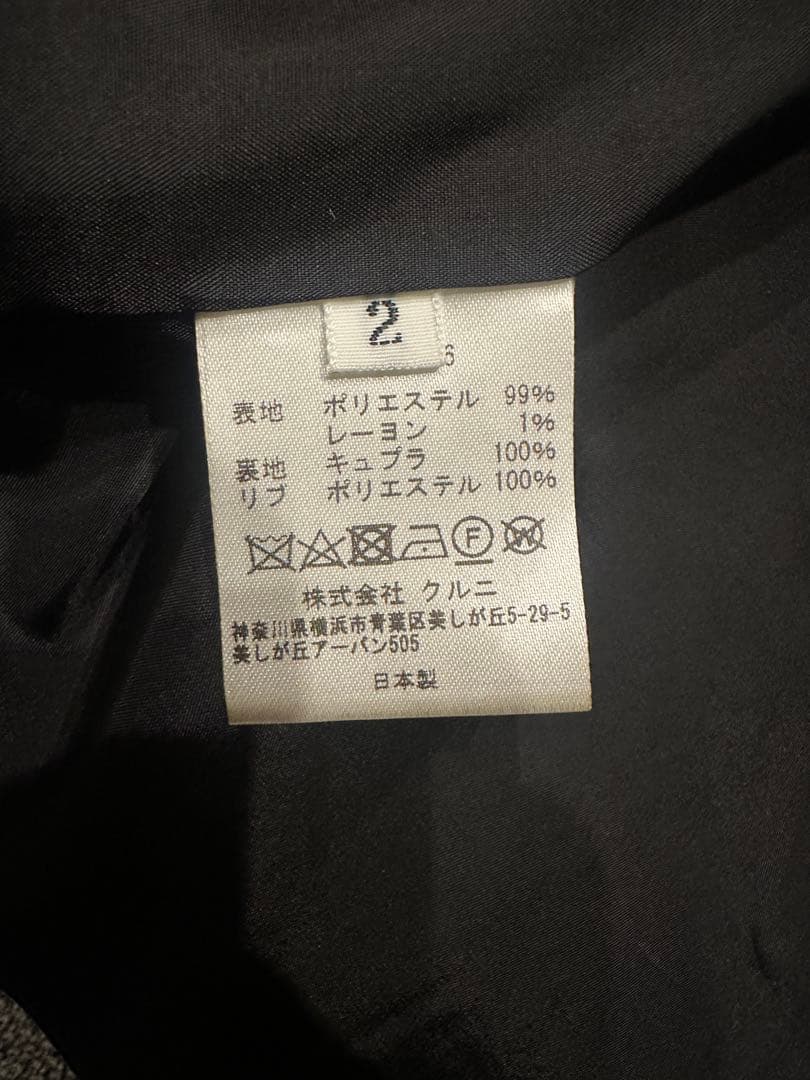 2
6
表地 ポリエステル 99%
レーヨン 1%
裏地 キュプラ 100%
リブ ポリエステル 100%
F W
株式会社 クルニ
神奈川県横浜市青葉区美しが丘5-29-5
美しが丘アーバン505
日本製